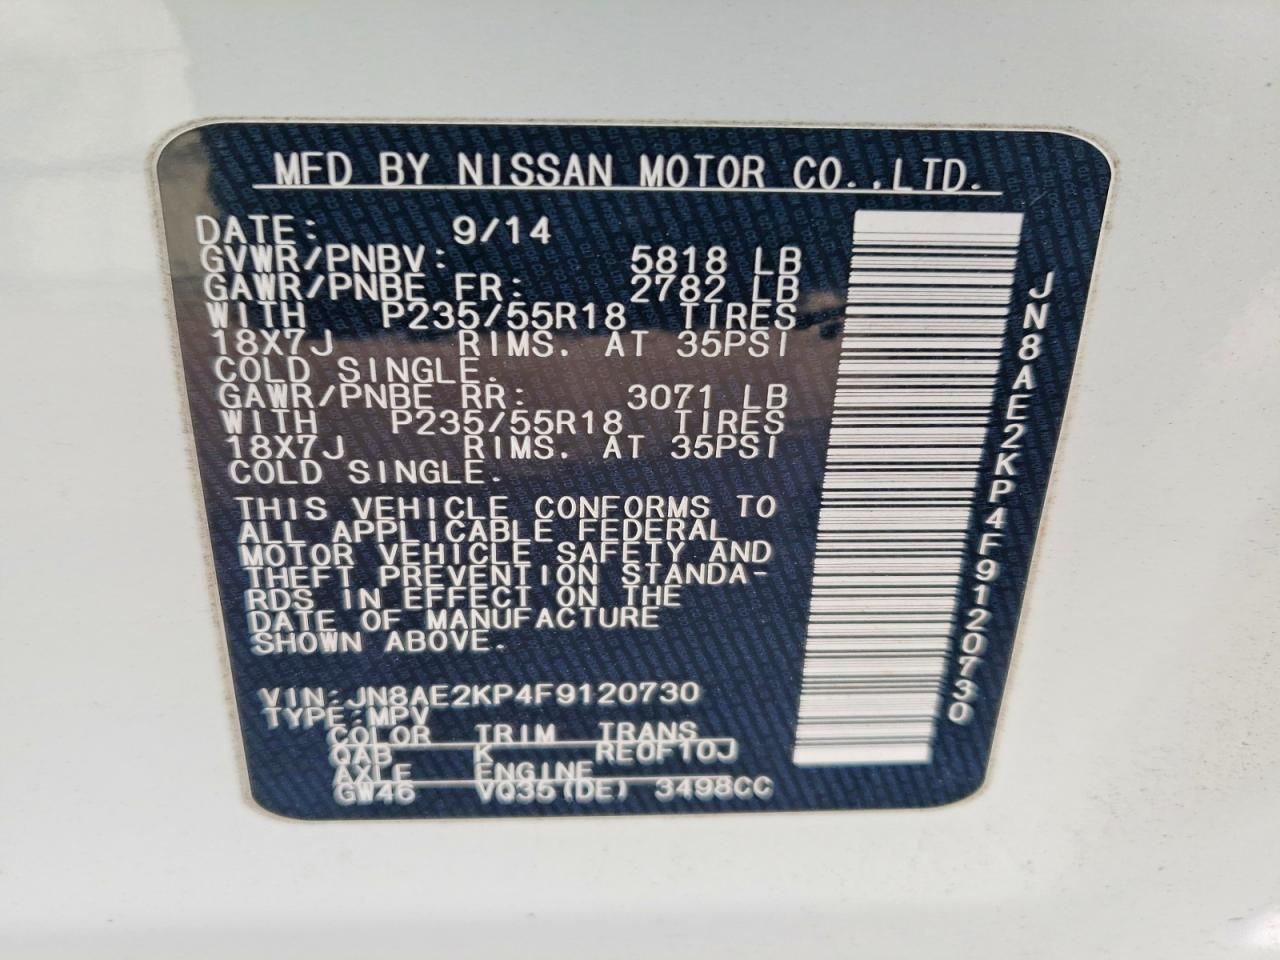 MFD BY NISSAN MOTOR CO.,LTD.
DATE: 9/14
GVWR/PNBV: 5818 LB
GAWR/PNBE FR: 2782 LB
WITH P235/55R18 TIRES
18X7J RIMS. AT 35PSI
COLD SINGLE.
GAWR/PNBE RR: 3071 LB
WITH P235/55R18 TIRES
18X7J RIMS. AT 35PSI
COLD SINGLE.
THIS VEHICLE CONFORMS TO
ALL APPLICABLE FEDERAL
MOTOR VEHICLE SAFETY AND
THEFT PREVENTION STANDA-
RDS IN EFFECT ON THE
DATE OF MANUFACTURE
SHOWN ABOVE.
VIN:JN8AE2KP4F9120730
TYPE:MPV
COLOR TRIM TRANS
QAB K RE0F10J
AXLE ENGINE
GW46 VQ35(DE) 3498CC
JN8AE2KP4F9120730